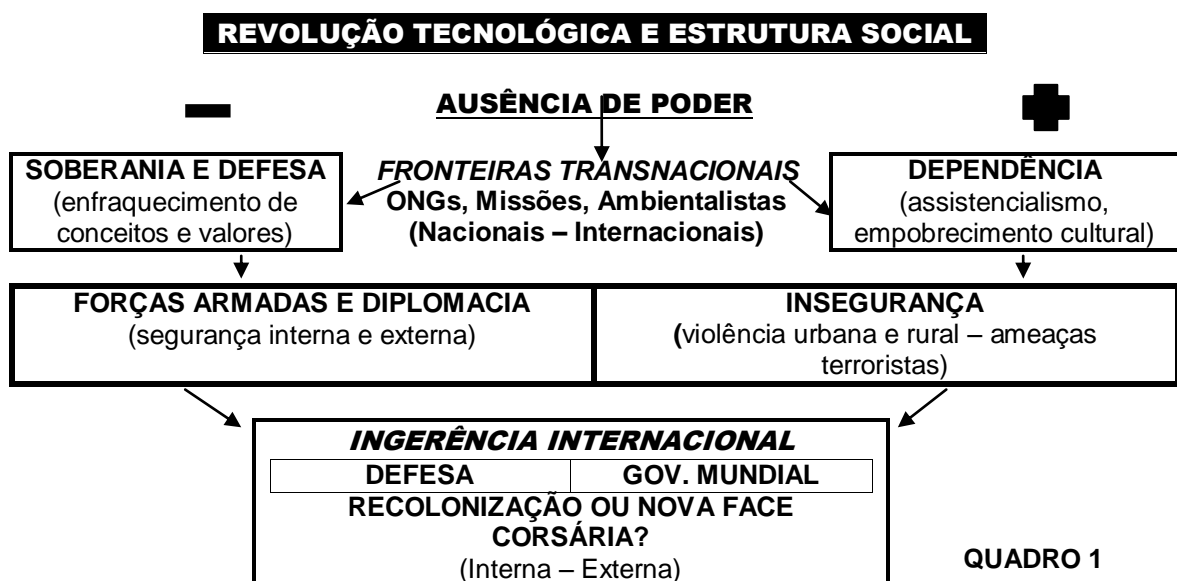 REVOLUÇÃO TECNOLÓGICA E ESTRUTURA SOCIAL
AUSÊNCIA DE PODER
SOBERANIA E DEFESA
(enfraquecimento de
conceitos e valores)
FRONTEIRAS TRANSNACIONAIS
ONGs, Missões, Ambientalistas
(Nacionais – Internacionais)
DEPENDÊNCIA
(assistencialismo,
empobrecimento cultural)
FORÇAS ARMADAS E DIPLOMACIA
(segurança interna e externa)
INSEGURANÇA
(violência urbana e rural – ameaças
terroristas)
INGERÊNCIA INTERNACIONAL
DEFESA
GOV. MUNDIAL
RECOLONIZAÇÃO OU NOVA FACE
CORSÁRIA?
(Interna – Externa)
QUADRO 1